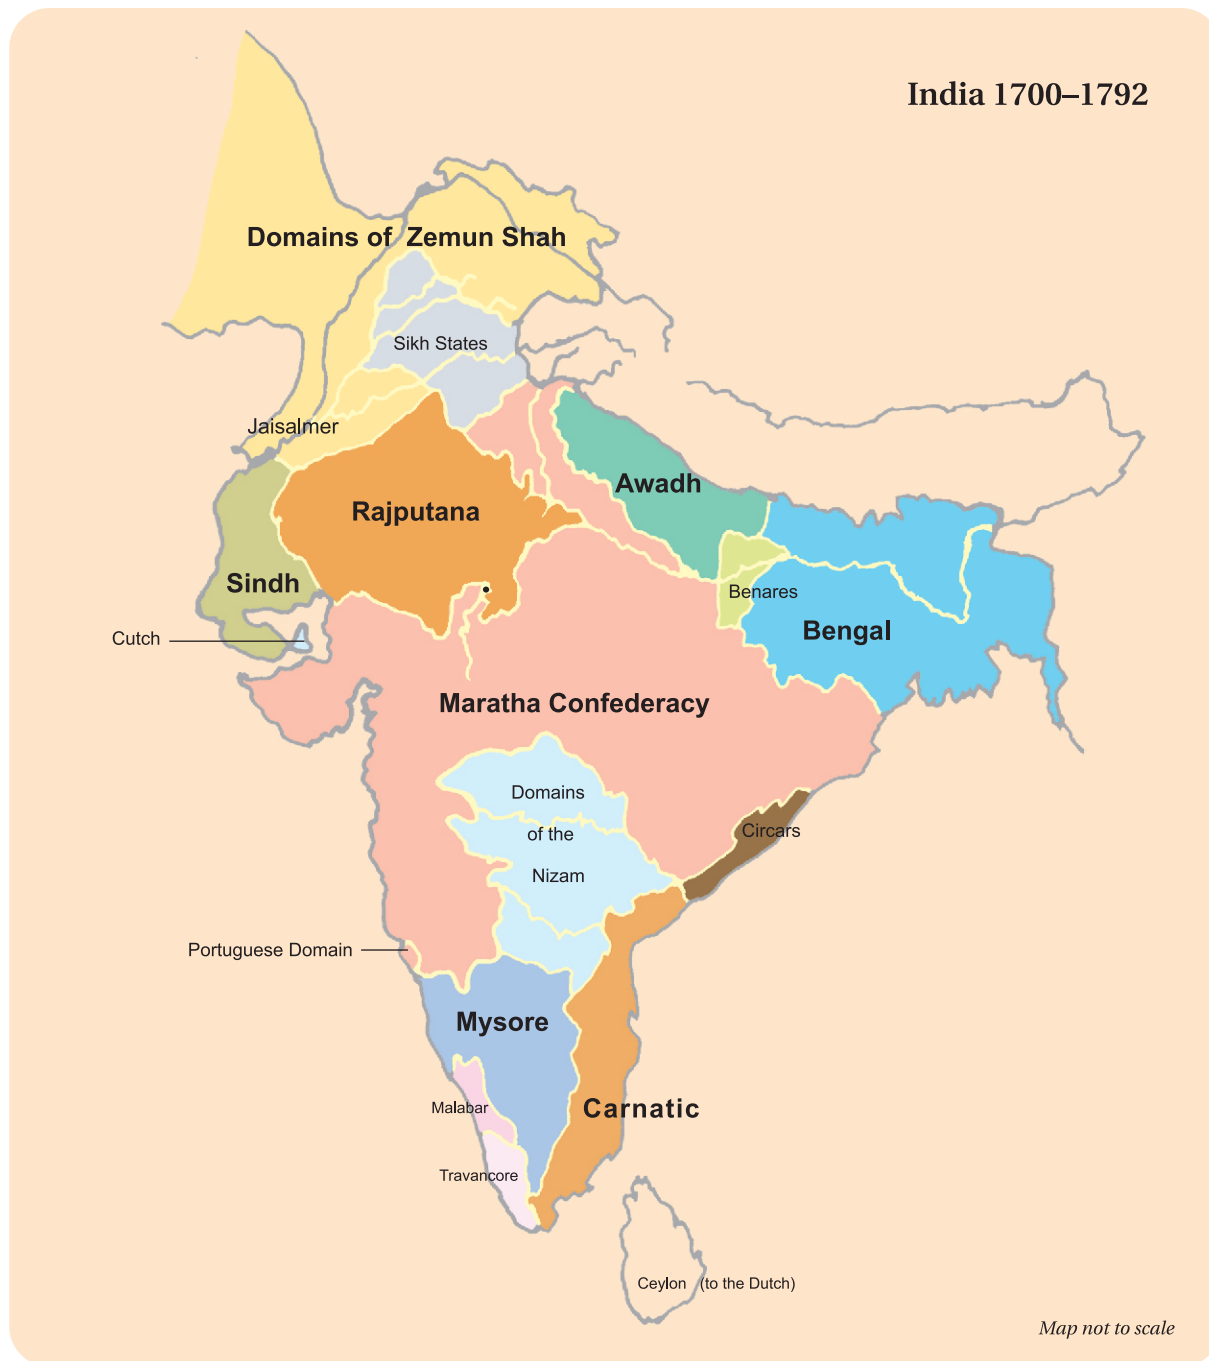 India 1700–1792
Domains of Zemun Shah
Sikh States
Jaisalmer
Awadh
Rajputana
Sindh
Benares
Bengal
Cutch
Maratha Confederacy
Domains
of the
Nizam
Circars
Portuguese Domain
Mysore
Malabar
Carnatic
Travancore
Ceylon (to the Dutch)
Map not to scale